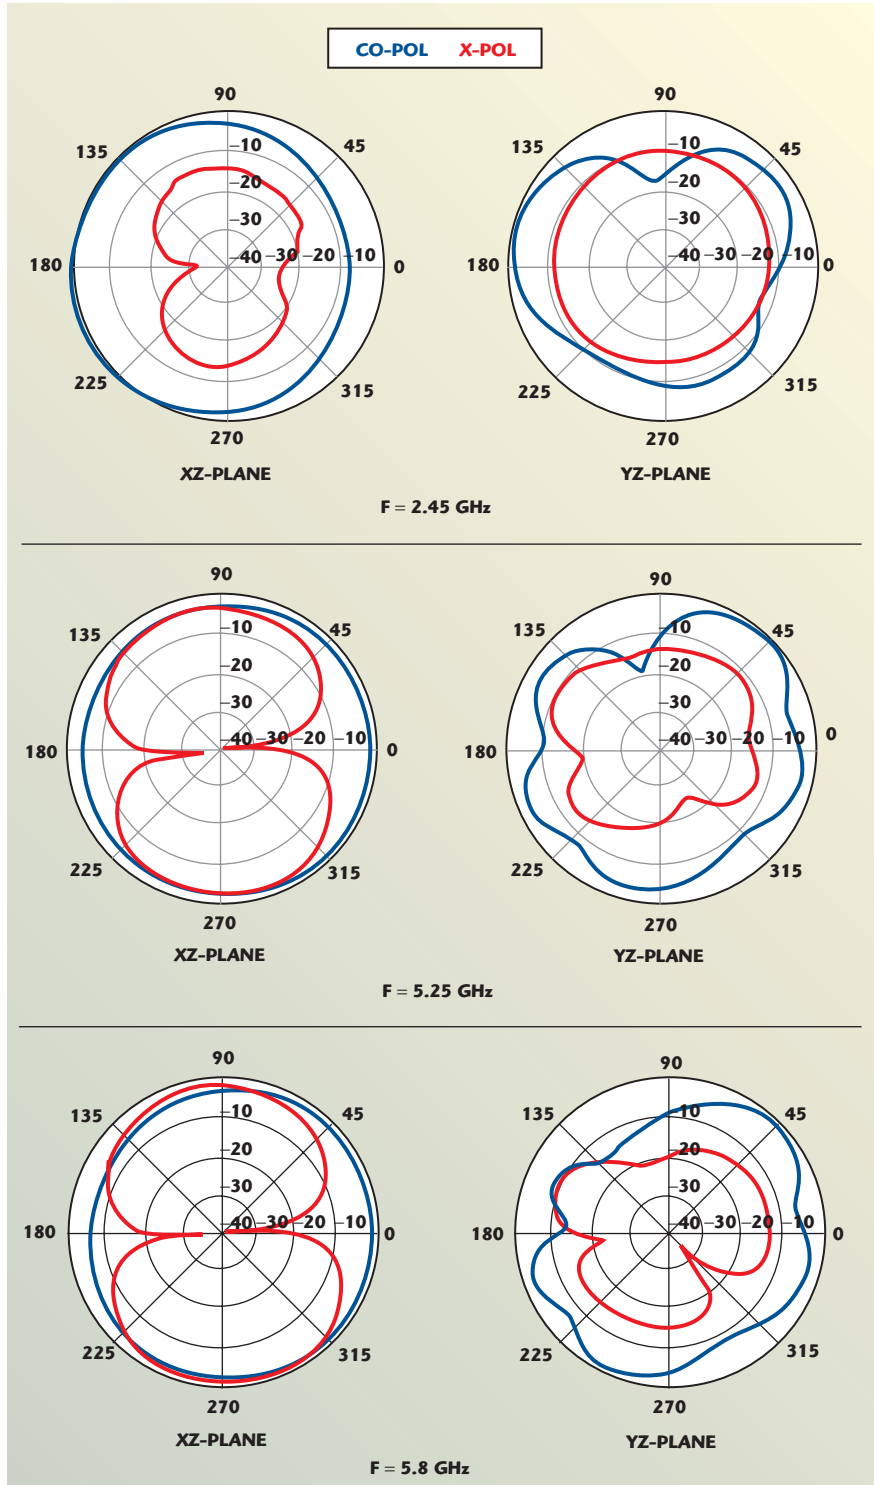 CO-POL X-POL
90 90
135 –10 45 135 –10 45
–20 –20
–30 –30
180 –40 –30 –20 –10 0 180 –40 –30 –20 –10 0
225 315 225 315
270 270
XZ-PLANE YZ-PLANE
F = 2.45 GHz
90 90
135 –10 45 135 –10 45
–20 –20
–30 –30
180 –40 –30 –20 –10 0 180 –40 –30 –20 –10 0
225 315 225 315
270 270
XZ-PLANE YZ-PLANE
F = 5.25 GHz
90 90
135 –10 45 135 –10 45
–20 –20
–30 –30
180 –40 –30 –20 –10 0 180 –40 –30 –20 –10 0
225 315 225 315
270 270
XZ-PLANE YZ-PLANE
F = 5.8 GHz